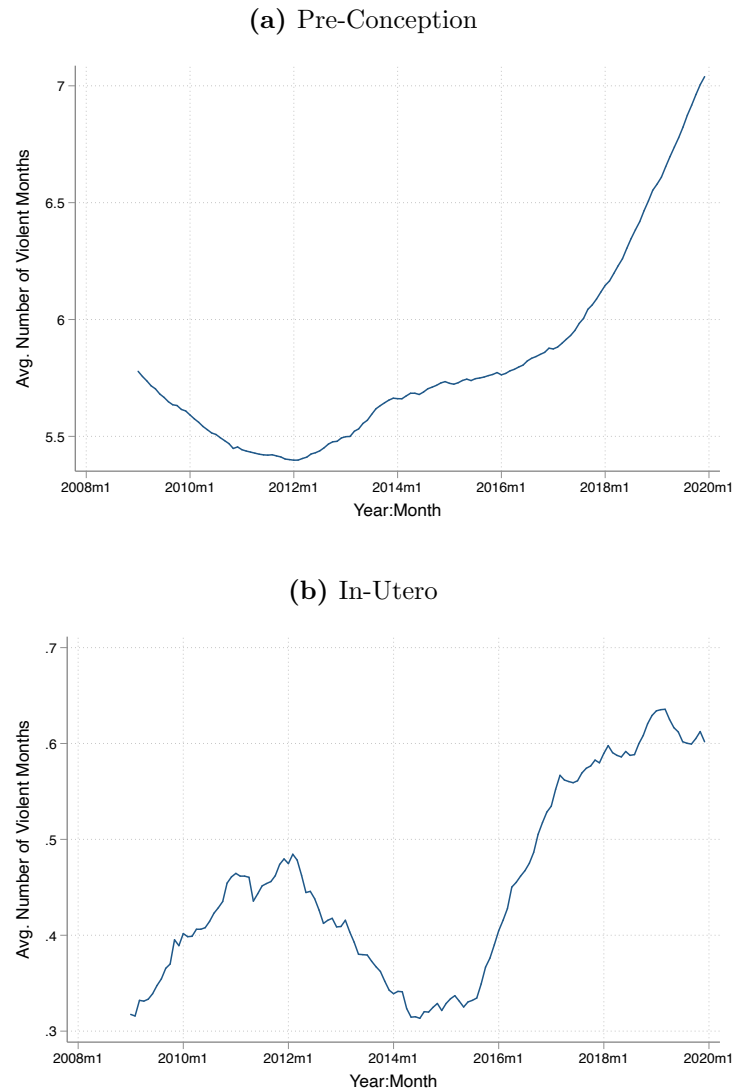 (a) Pre-Conception
Avg. Number of Violent Months
7
6.5
6
5.5
2008m1 2010m1 2012m1 2014m1 2016m1 2018m1 2020m1
Year:Month
(b) In-Utero
Avg. Number of Violent Months
.7
.6
.5
.4
.3
2008m1 2010m1 2012m1 2014m1 2016m1 2018m1 2020m1
Year:Month